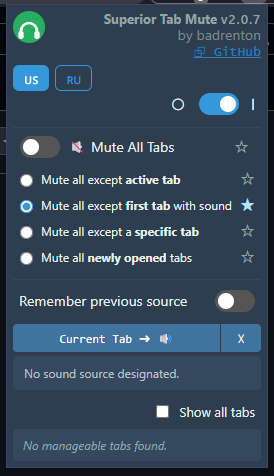 Superior Tab Mute v2.0.7
by badrenton
GitHub
US RU
Mute All Tabs
Mute all except active tab
Mute all except first tab with sound
Mute all except a specific tab
Mute all newly opened tabs
Remember previous source
Current Tab → X
No sound source designated.
Show all tabs
No manageable tabs found.